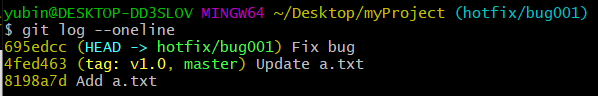 yubin@DESKTOP-DD3SLOV MINGW64 ~/Desktop/myProject (hotfix/bug001)
$ git log --oneline
695edcc (HEAD -> hotfix/bug001) Fix bug
4fed463 (tag: v1.0, master) Update a.txt
8198a7d Add a.txt